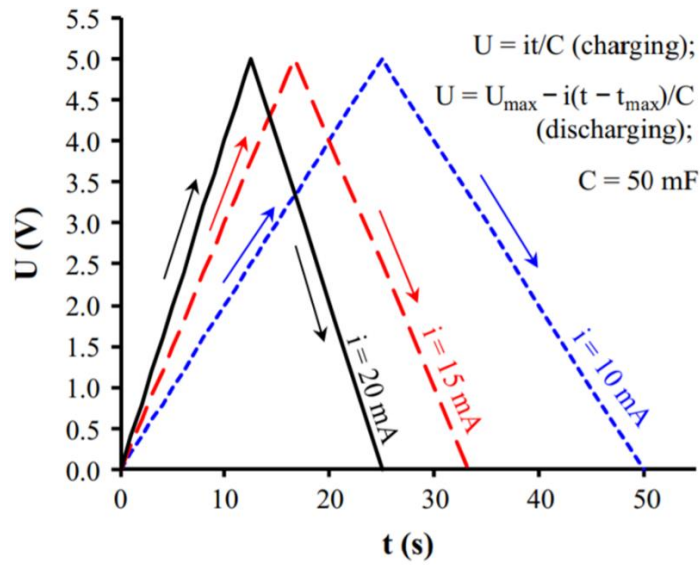 5.5
5.0
4.5
4.0
3.5
3.0
2.5
2.0
1.5
1.0
0.5
0.0
U (V)
U = it/C (charging);
U = Umax − i(t − tmax)/C
(discharging);
C = 50 mF
i = 20 mA
i = 15 mA
i = 10 mA
0 10 20 30 40 50
t (s)